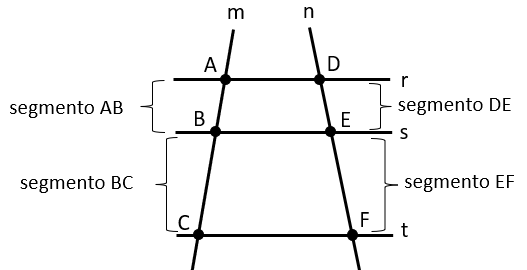 m n
A D
r
segmento AB
segmento DE
B E
s
segmento BC
segmento EF
C F
t